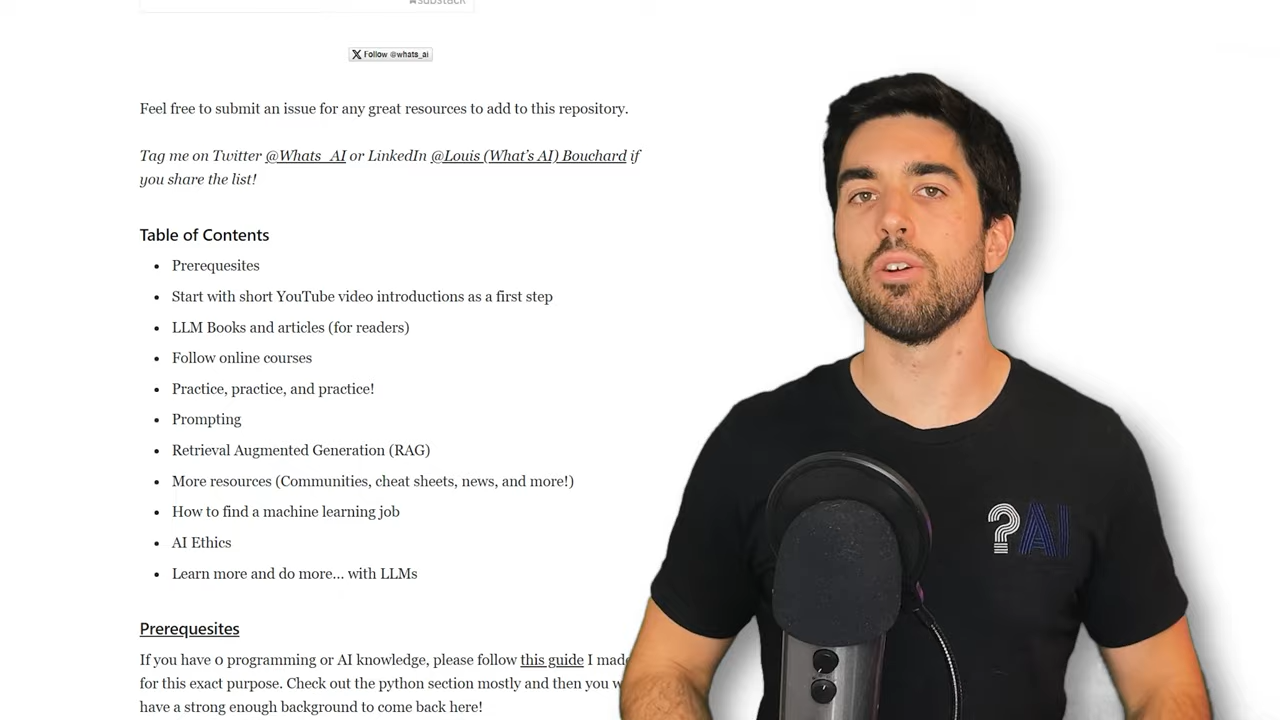 substack
Follow @whats_ai
Feel free to submit an issue for any great resources to add to this repository.
Tag me on Twitter @Whats_AI or LinkedIn @Louis (What's AI) Bouchard if
you share the list!
Table of Contents
Prerequesites
Start with short YouTube video introductions as a first step
LLM Books and articles (for readers)
Follow online courses
Practice, practice, and practice!
Prompting
Retrieval Augmented Generation (RAG)
More resources (Communities, cheat sheets, news, and more!)
How to find a machine learning job
AI Ethics
Learn more and do more... with LLMs
?AI
Prerequesites
If you have 0 programming or AI knowledge, please follow this guide I made
for this exact purpose. Check out the python section mostly and then you w
have a strong enough background to come back here!